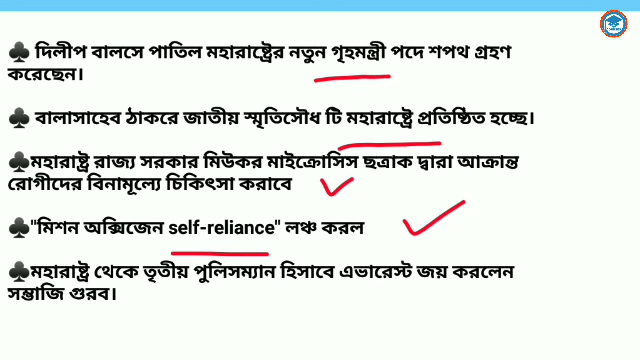 ♣ দিলীপ বালসে পাতিল মহারাষ্ট্রের নতুন গৃহমন্ত্রী পদে শপথ গ্রহণ
করেছেন।
♣ বালাসাহেব ঠাকরে জাতীয় স্মৃতিসৌধ টি মহারাষ্ট্রে প্রতিষ্ঠিত হচ্ছে।
♣মহারাষ্ট্র রাজ্য সরকার মিউকর মাইক্রোসিস ছত্রাক দ্বারা আক্রান্ত
রোগীদের বিনামূল্যে চিকিৎসা করাবে
♣"মিশন অক্সিজেন self-reliance" লঞ্চ করল
♣মহারাষ্ট্র থেকে তৃতীয় পুলিসম্যান হিসাবে এভারেস্ট জয় করলেন
সম্ভাজি গুরব।